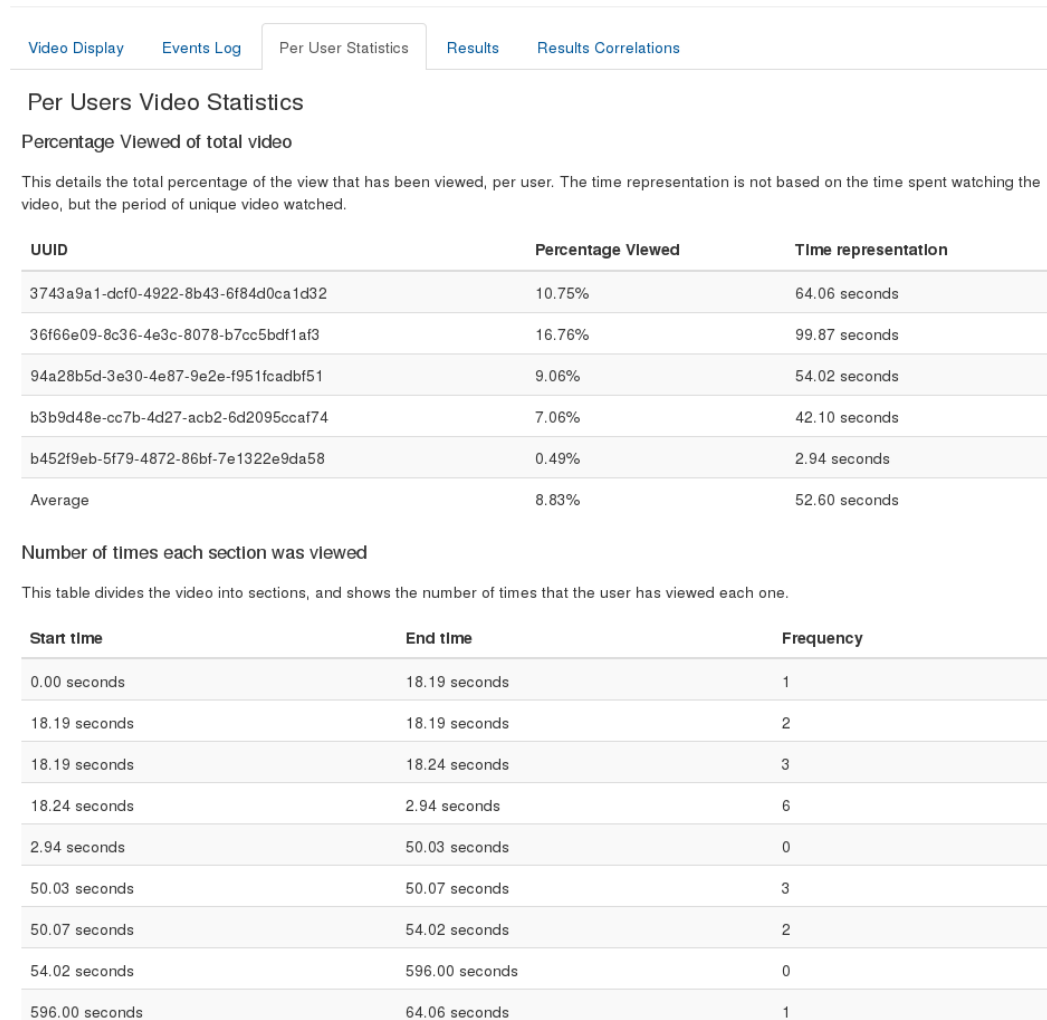 Video Display Events Log Per User Statistics Results Results Correlations
Per Users Video Statistics
Percentage Viewed of total video
This details the total percentage of the view that has been viewed, per user. The time representation is not based on the time spent watching the
video, but the period of unique video watched.
UUID Percentage Viewed Time representation
3743a9a1-dcf0-4922-8b43-6f84d0ca1d32 10.75% 64.06 seconds
36f66e09-8c36-4e3c-8078-b7cc5bdf1af3 16.76% 99.87 seconds
94a28b5d-3e30-4e87-9e2e-f951fcadbf51 9.06% 54.02 seconds
b3b9d48e-cc7b-4d27-acb2-6d2095ccaf74 7.06% 42.10 seconds
b452f9eb-5f79-4872-86bf-7e1322e9da58 0.49% 2.94 seconds
Average 8.83% 52.60 seconds
Number of times each section was viewed
This table divides the video into sections, and shows the number of times that the user has viewed each one.
Start time End time Frequency
0.00 seconds 18.19 seconds 1
18.19 seconds 18.19 seconds 2
18.19 seconds 18.24 seconds 3
18.24 seconds 2.94 seconds 6
2.94 seconds 50.03 seconds 0
50.03 seconds 50.07 seconds 3
50.07 seconds 54.02 seconds 2
54.02 seconds 596.00 seconds 0
596.00 seconds 64.06 seconds 1